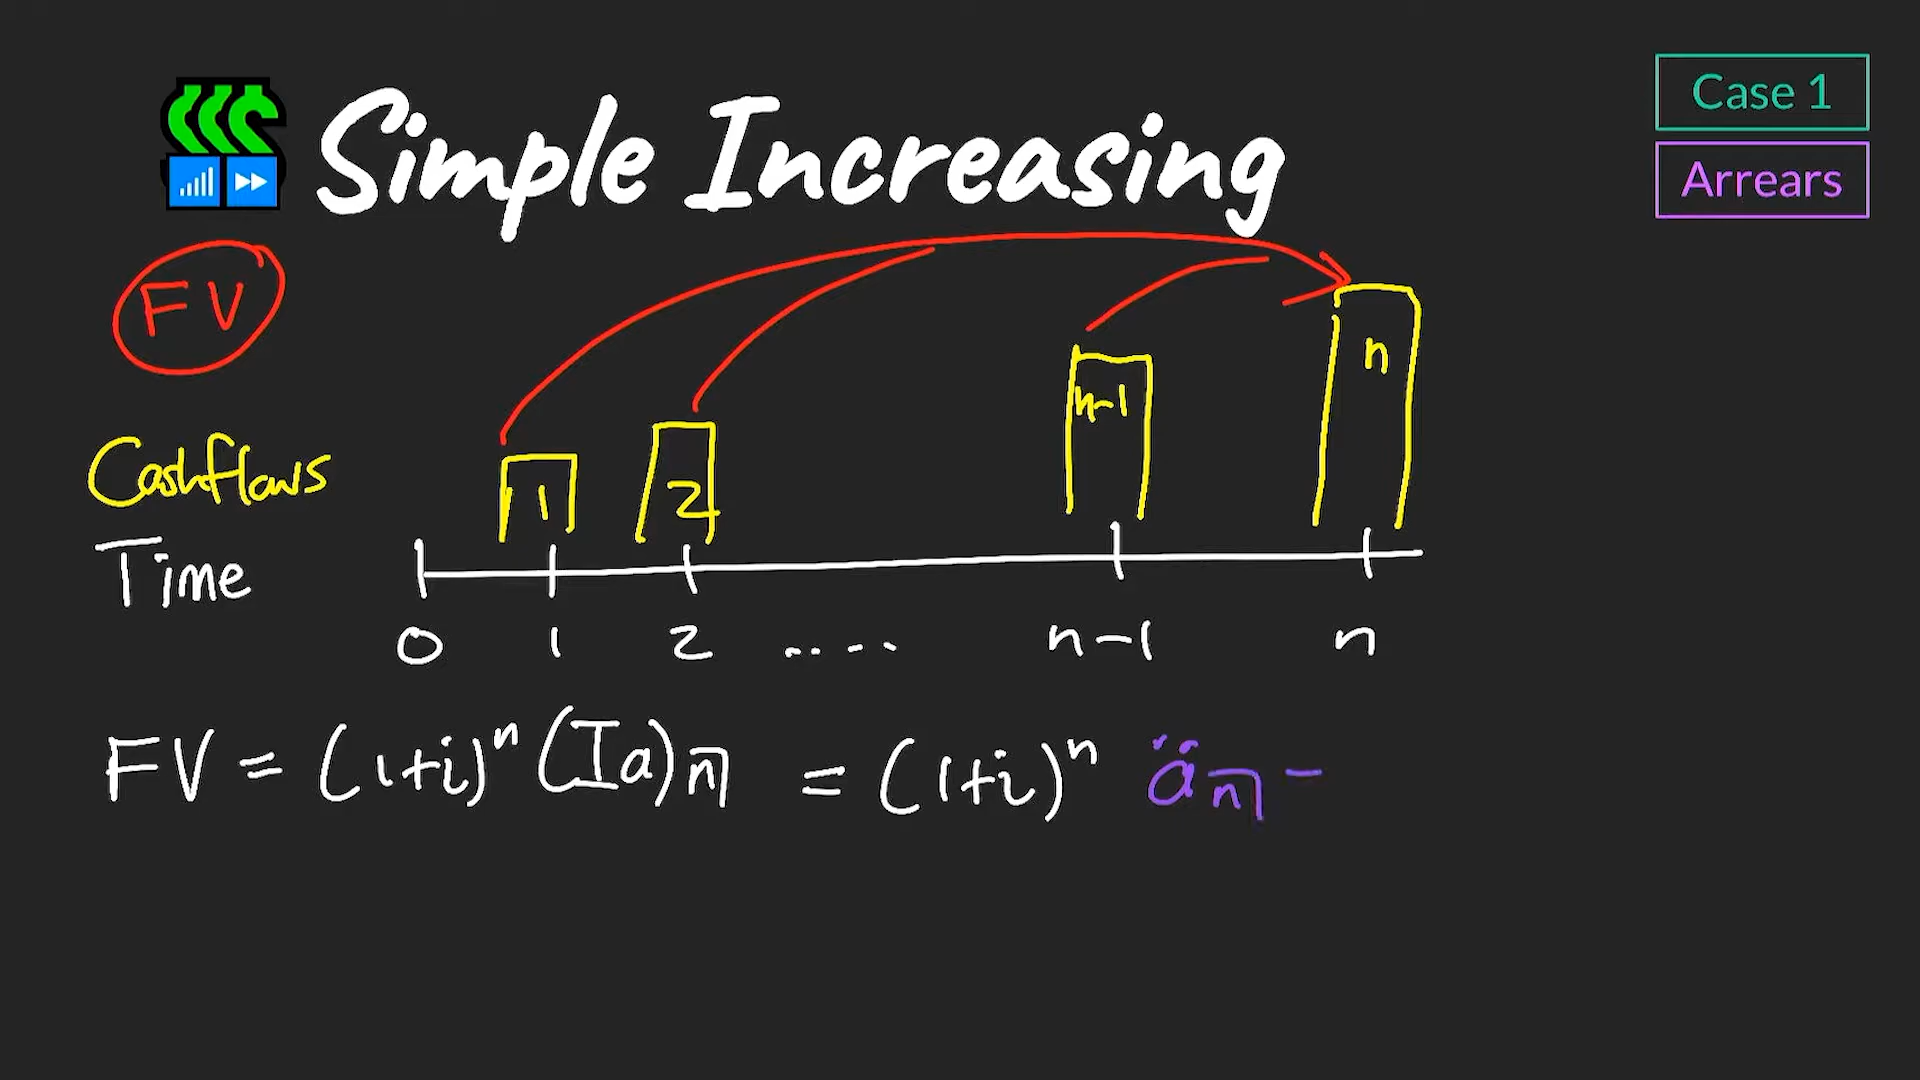 Case 1
Simple Increasing
Arrears
FV
n
n-1
Cashflows
1 2
Time
0 1 2 .... n-1 n
FV = (1+i)ⁿ (Ia)n̅| = (1+i)ⁿ än̅| -